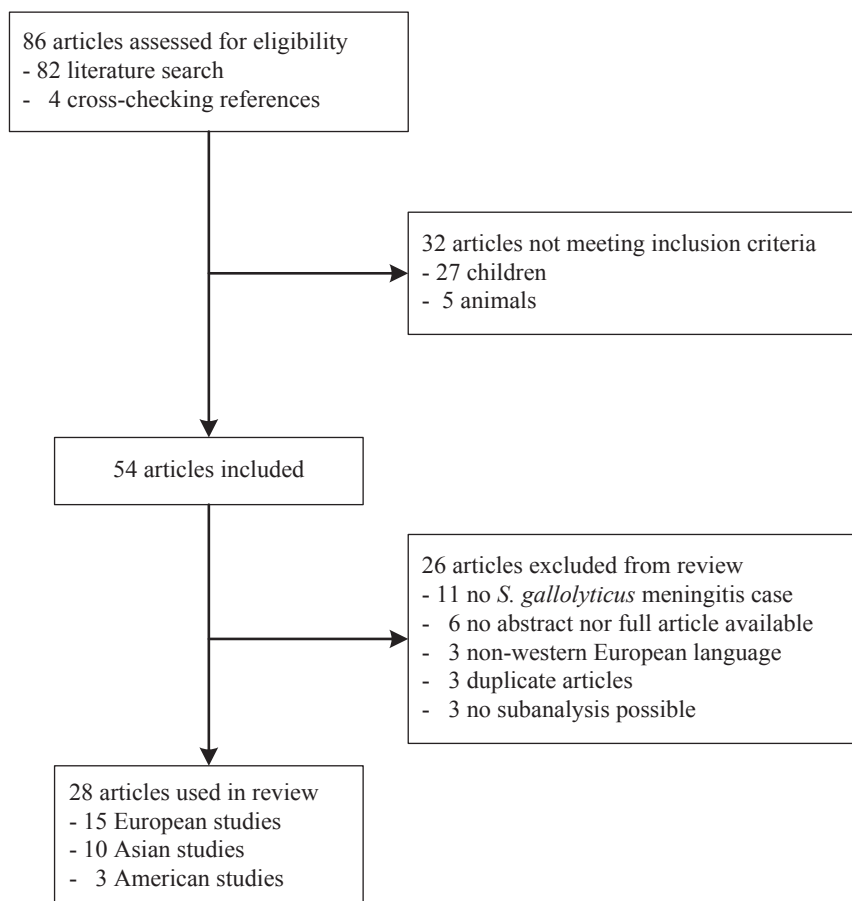 86 articles assessed for eligibility
- 82 literature search
- 4 cross-checking references
32 articles not meeting inclusion criteria
- 27 children
- 5 animals
54 articles included
26 articles excluded from review
- 11 no S. gallolyticus meningitis case
- 6 no abstract nor full article available
- 3 non-western European language
- 3 duplicate articles
- 3 no subanalysis possible
28 articles used in review
- 15 European studies
- 10 Asian studies
- 3 American studies